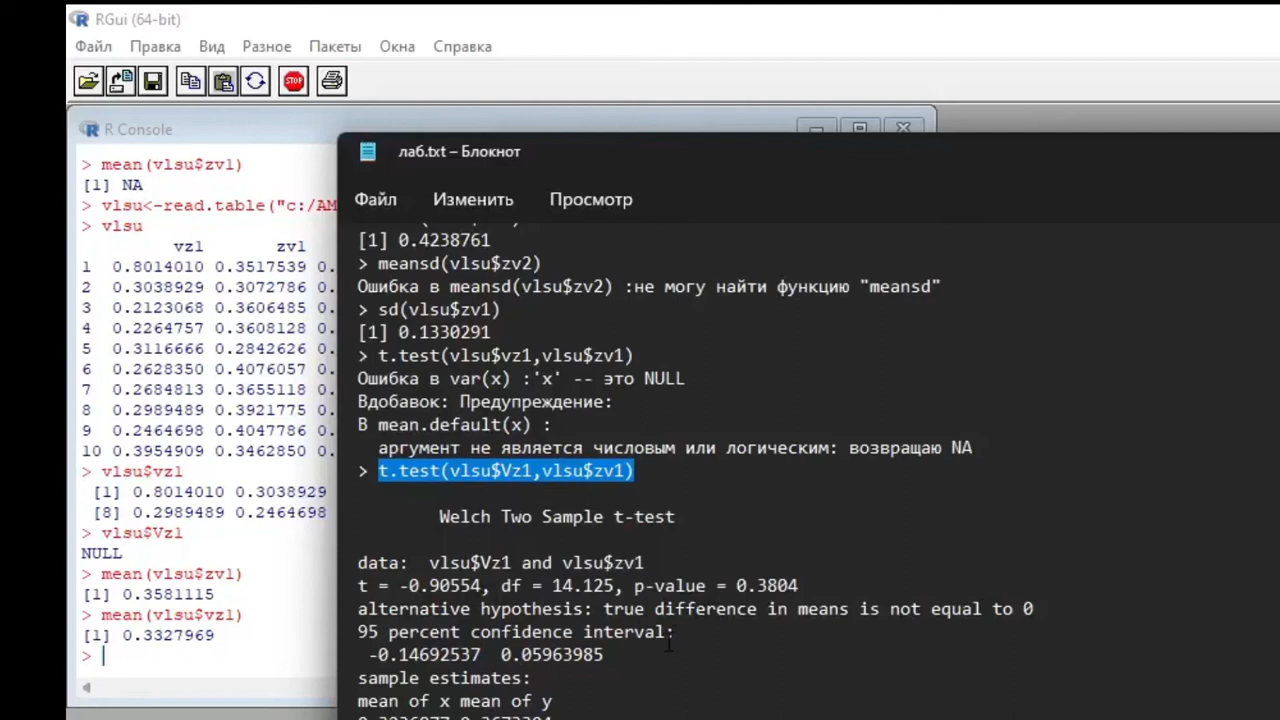 RGui (64-bit)
Файл Правка Вид Разное Пакеты Окна Справка
STOP
R Console
> mean(vlsu$zv1)
[1] NA
> vlsu<-read.table("c:/AM
> vlsu
vz1 zv1
1 0.8014010 0.3517539 0.
2 0.3038929 0.3072786 0.
3 0.2123068 0.3606485 0.
4 0.2264757 0.3608128 0.
5 0.3116666 0.2842626 0.
6 0.2628350 0.4076057 0.
7 0.2684813 0.3655118 0.
8 0.2989489 0.3921775 0.
9 0.2464698 0.4047786 0.
10 0.3954909 0.3462850 0.
> vlsu$vz1
[1] 0.8014010 0.3038929
[8] 0.2989489 0.2464698
> vlsu$Vz1
NULL
> mean(vlsu$zv1)
[1] 0.3581115
> mean(vlsu$vz1)
[1] 0.3327969
>
лаб.txt – Блокнот
Файл Изменить Просмотр
[1] 0.4238761
> meansd(vlsu$zv2)
Ошибка в meansd(vlsu$zv2) :не могу найти функцию "meansd"
> sd(vlsu$zv1)
[1] 0.1330291
> t.test(vlsu$vz1,vlsu$zv1)
Ошибка в var(x) :'x' -- это NULL
Вдобавок: Предупреждение:
В mean.default(x) :
аргумент не является числовым или логическим: возвращаю NA
> t.test(vlsu$Vz1,vlsu$zv1)
Welch Two Sample t-test
data: vlsu$Vz1 and vlsu$zv1
t = -0.90554, df = 14.125, p-value = 0.3804
alternative hypothesis: true difference in means is not equal to 0
95 percent confidence interval:
-0.14692537 0.05963985
sample estimates:
mean of x mean of y